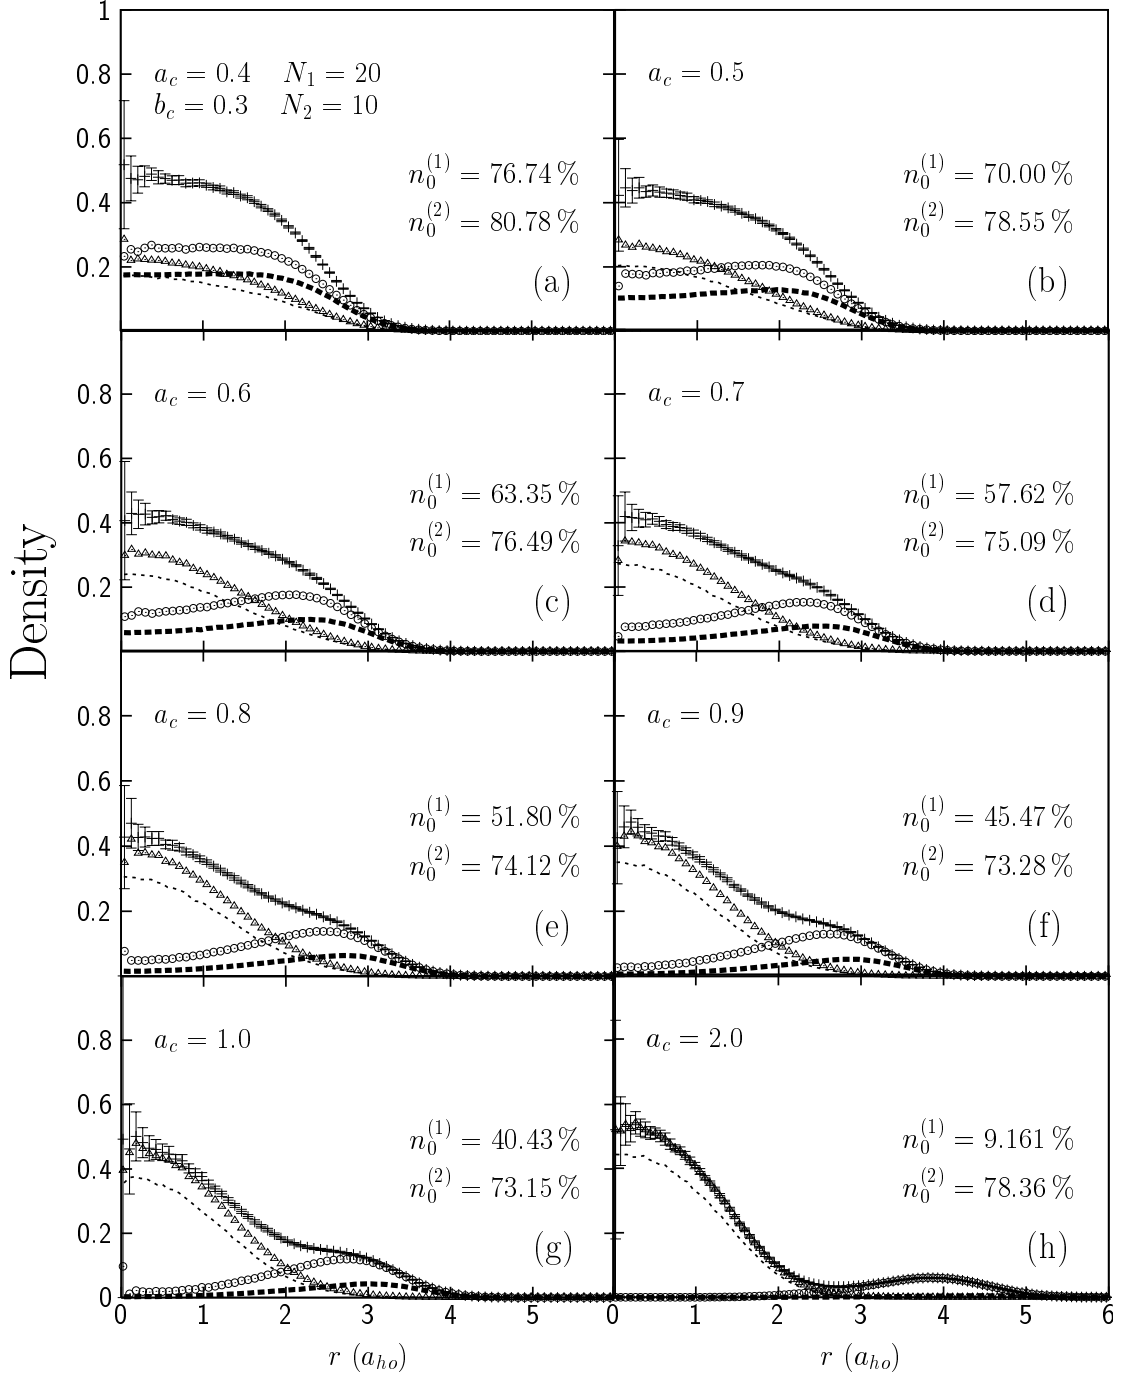 Density
1
0.8
0.6
0.4
0.2
a_c = 0.4 N_1 = 20
b_c = 0.3 N_2 = 10
n_0^{(1)} = 76.74 %
n_0^{(2)} = 80.78 %
(a)
a_c = 0.5
n_0^{(1)} = 70.00 %
n_0^{(2)} = 78.55 %
(b)
0.8
0.6
0.4
0.2
a_c = 0.6
n_0^{(1)} = 63.35 %
n_0^{(2)} = 76.49 %
(c)
a_c = 0.7
n_0^{(1)} = 57.62 %
n_0^{(2)} = 75.09 %
(d)
0.8
0.6
0.4
0.2
a_c = 0.8
n_0^{(1)} = 51.80 %
n_0^{(2)} = 74.12 %
(e)
a_c = 0.9
n_0^{(1)} = 45.47 %
n_0^{(2)} = 73.28 %
(f)
0.8
0.6
0.4
0.2
0
a_c = 1.0
n_0^{(1)} = 40.43 %
n_0^{(2)} = 73.15 %
(g)
a_c = 2.0
n_0^{(1)} = 9.161 %
n_0^{(2)} = 78.36 %
(h)
0 1 2 3 4 5 0 1 2 3 4 5 6
r (a_{ho}) r (a_{ho})